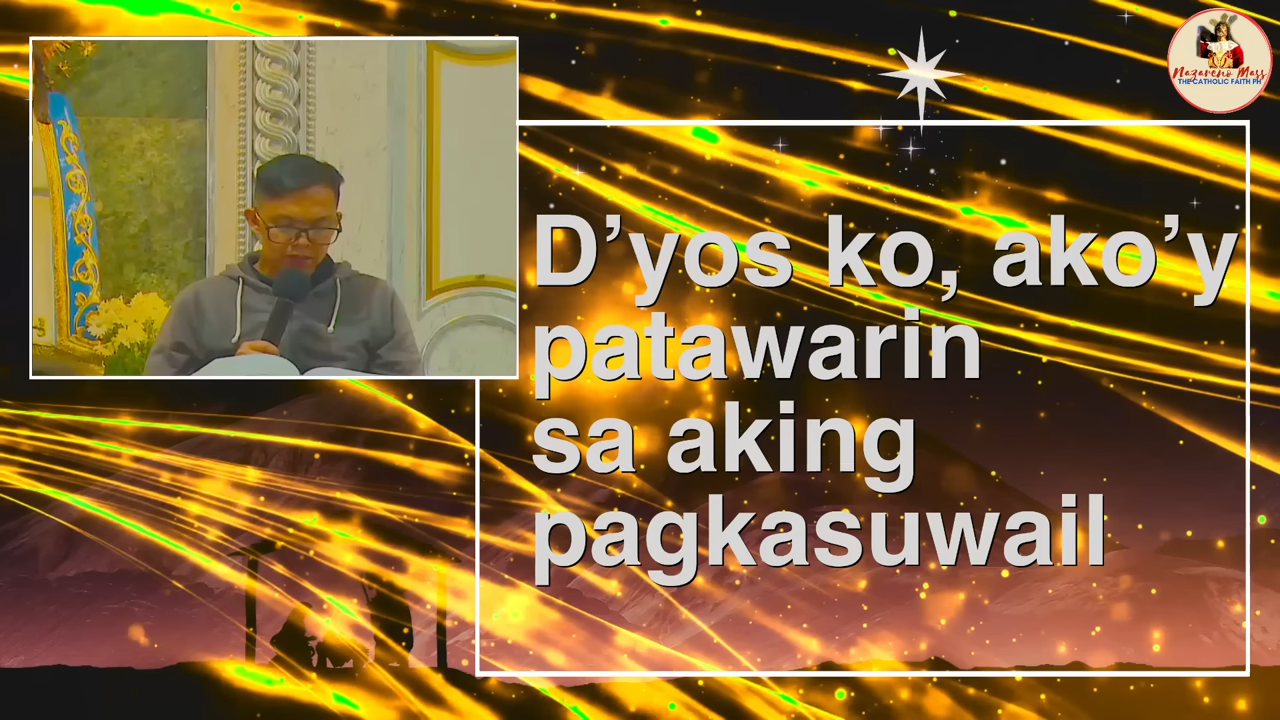 Nazareno Mass
THE CATHOLIC FAITH PH
D’yos ko, ako’y
patawarin
sa aking
pagkasuwail